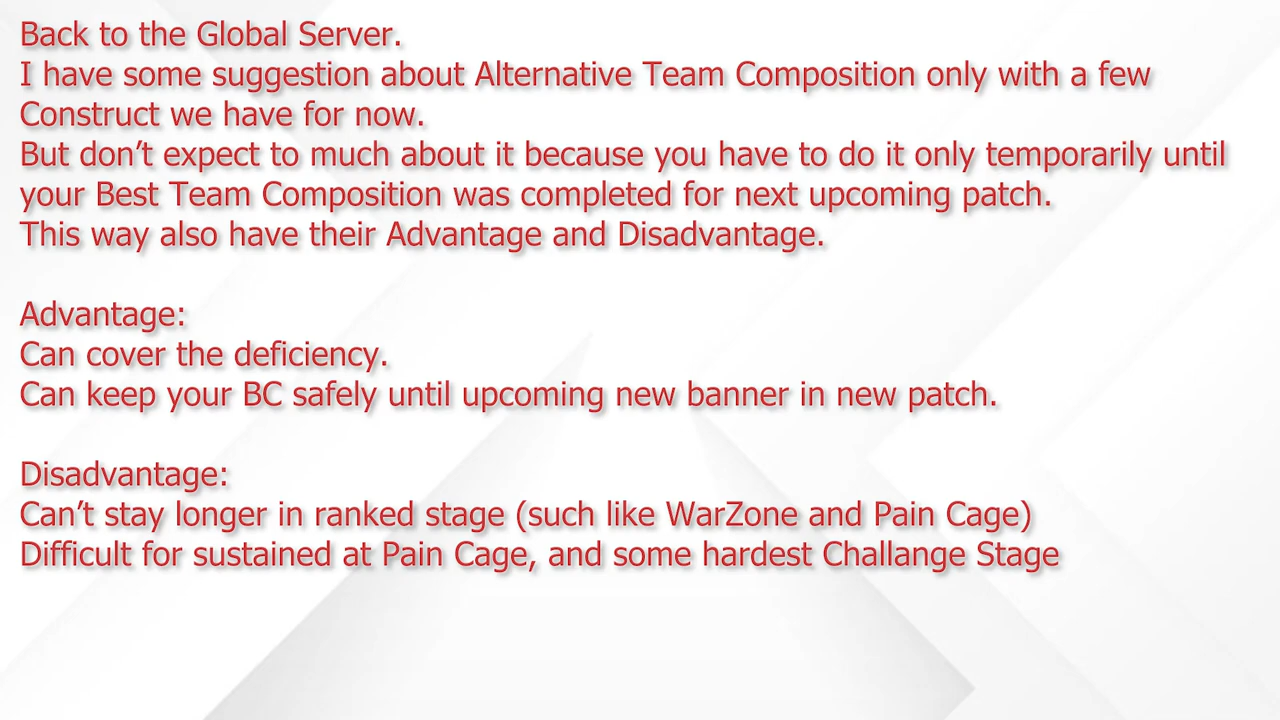 Back to the Global Server.
I have some suggestion about Alternative Team Composition only with a few
Construct we have for now.
But don’t expect to much about it because you have to do it only temporarily until
your Best Team Composition was completed for next upcoming patch.
This way also have their Advantage and Disadvantage.
Advantage:
Can cover the deficiency.
Can keep your BC safely until upcoming new banner in new patch.
Disadvantage:
Can’t stay longer in ranked stage (such like WarZone and Pain Cage)
Difficult for sustained at Pain Cage, and some hardest Challange Stage